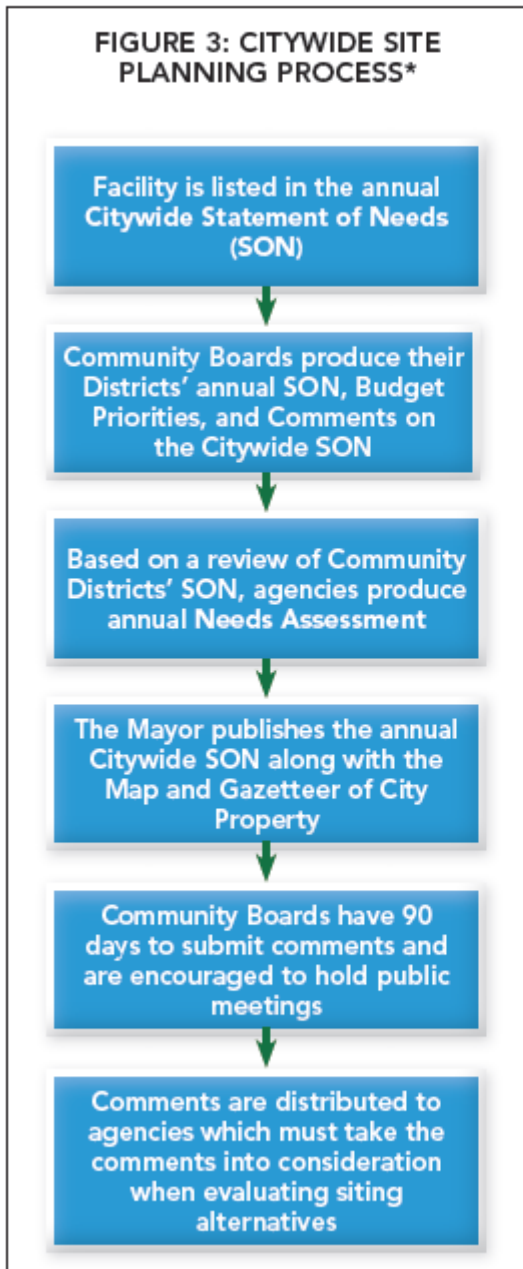 FIGURE 3: CITYWIDE SITE
PLANNING PROCESS*
Facility is listed in the annual
Citywide Statement of Needs
(SON)
Community Boards produce their
Districts' annual SON, Budget
Priorities, and Comments on
the Citywide SON
Based on a review of Community
Districts' SON, agencies produce
annual Needs Assessment
The Mayor publishes the annual
Citywide SON along with the
Map and Gazetteer of City
Property
Community Boards have 90
days to submit comments and
are encouraged to hold public
meetings
Comments are distributed to
agencies which must take the
comments into consideration
when evaluating siting
alternatives